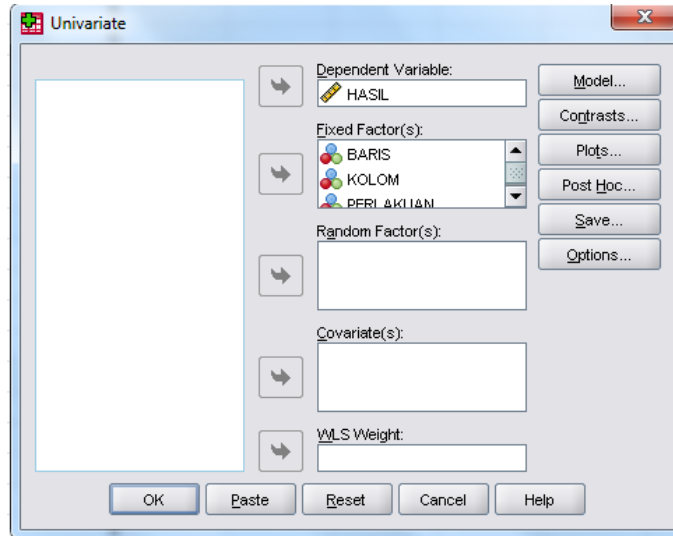 Univariate
Dependent Variable:
HASIL
Fixed Factor(s):
BARIS
KOLOM
PERLAKUAN
Random Factor(s):
Covariate(s):
WLS Weight:
Model...
Contrasts...
Plots...
Post Hoc...
Save...
Options...
OK Paste Reset Cancel Help